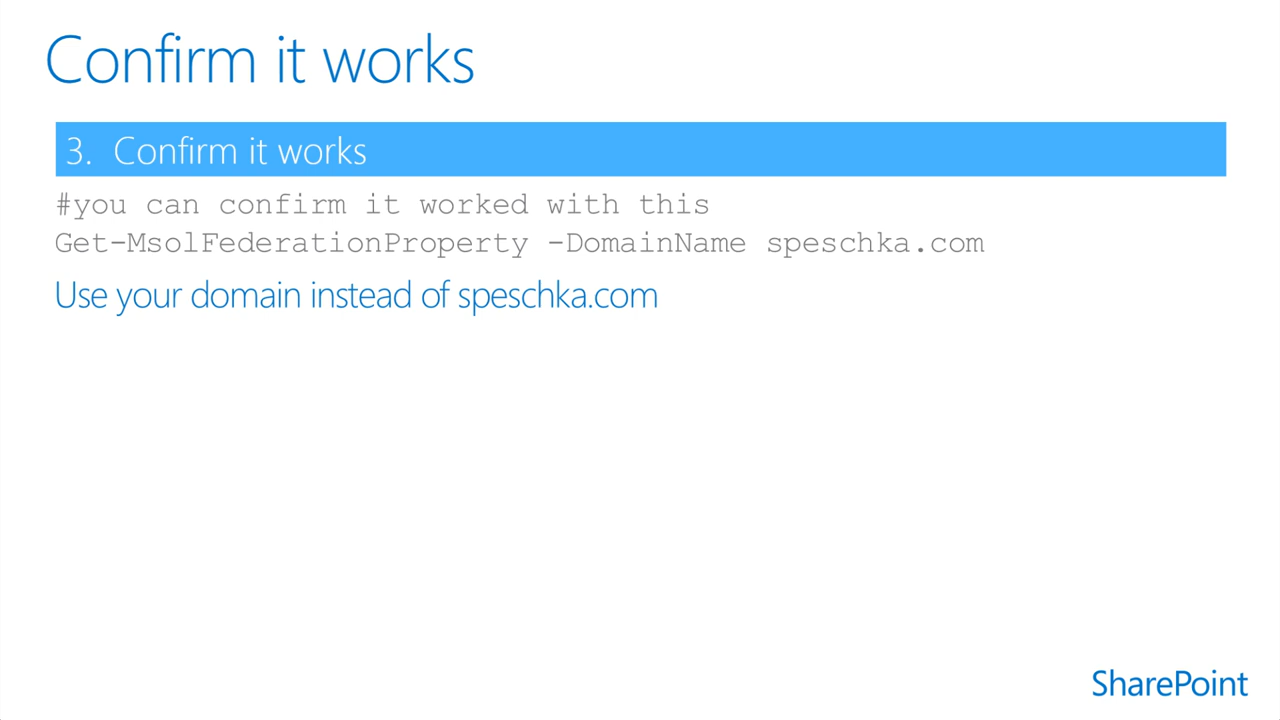 Confirm it works
3. Confirm it works
#you can confirm it worked with this
Get-MsolFederationProperty -DomainName speschka.com
Use your domain instead of speschka.com
SharePoint